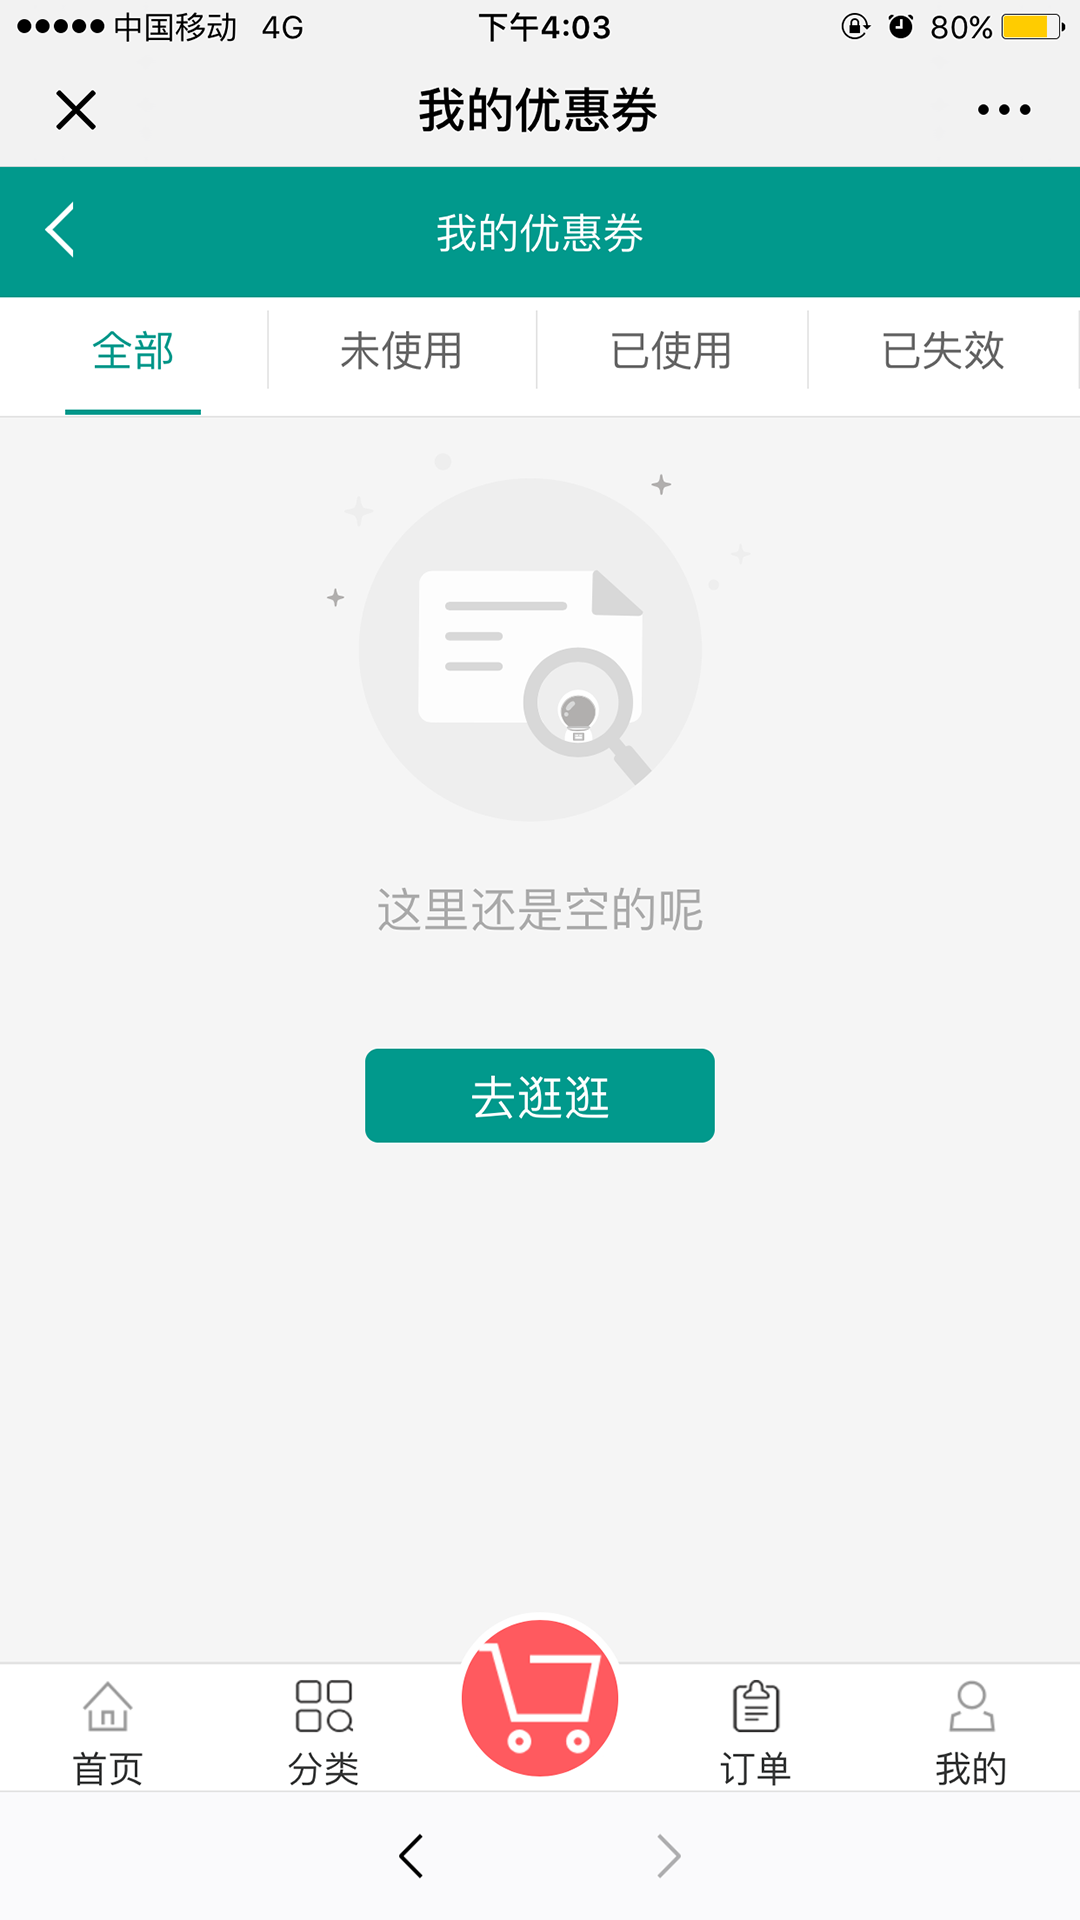 中国移动 4G 下午4:03 80%
我的优惠券
我的优惠券
全部 未使用 已使用 已失效
这里还是空的呢
去逛逛
首页 分类 订单 我的